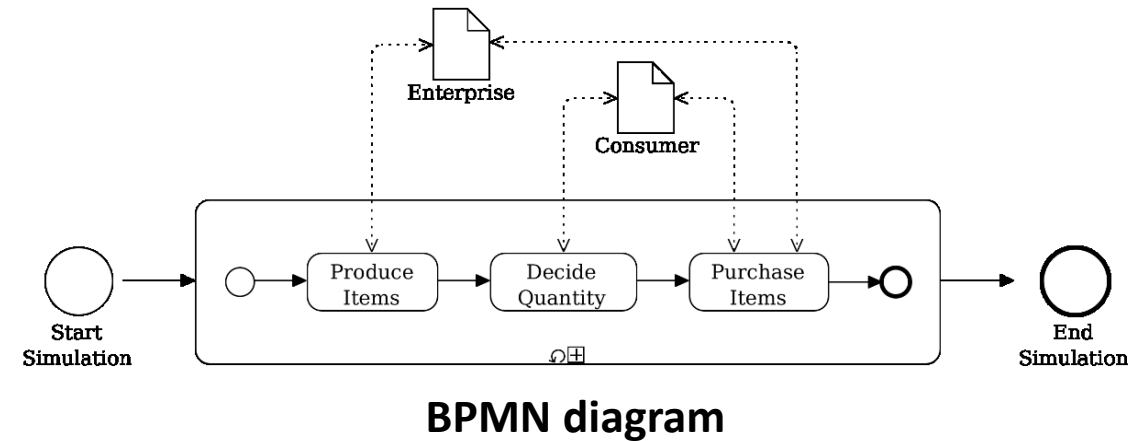 Enterprise
Consumer
Produce
Items
Decide
Quantity
Purchase
Items
Start
Simulation
End
Simulation
BPMN diagram